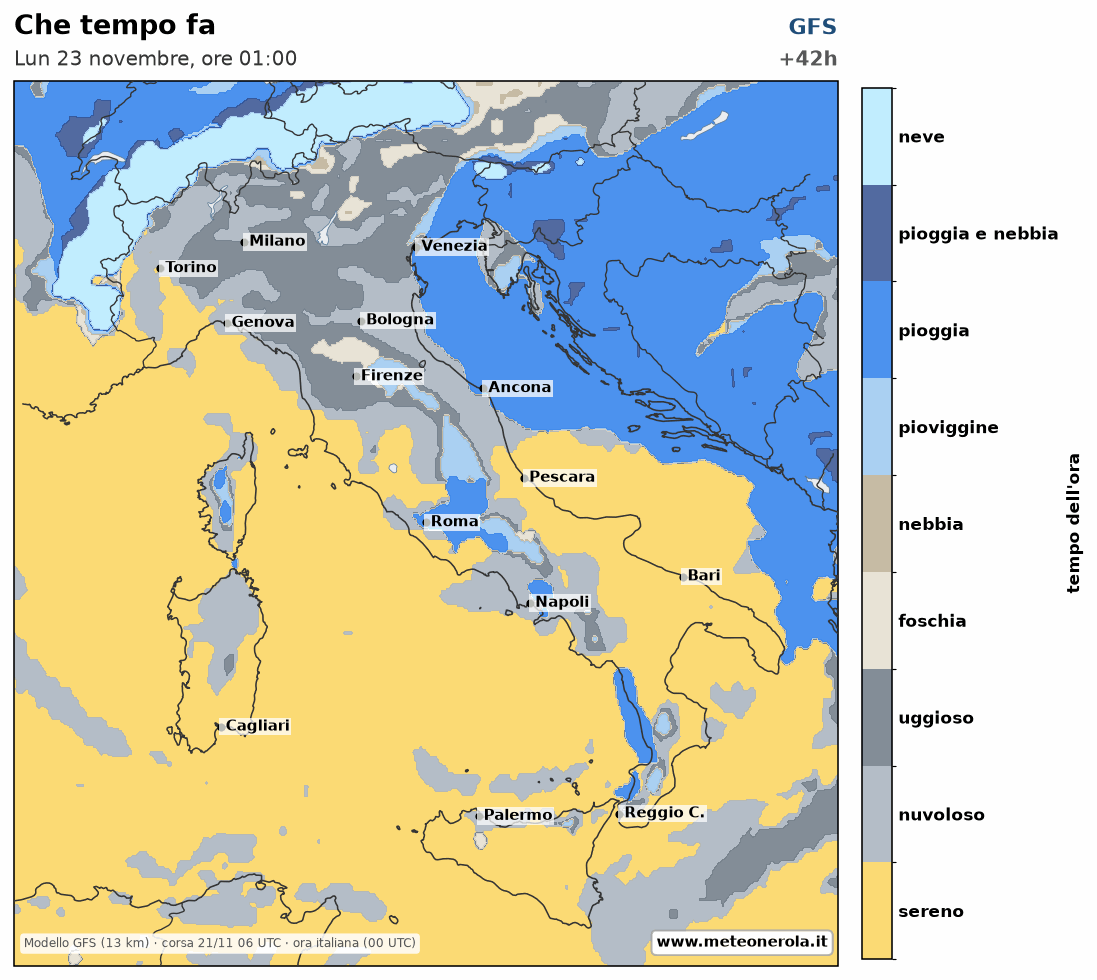 Che tempo fa
GFS
Lun 23 novembre, ore 01:00
+42h
Milano
Venezia
Torino
Genova
Bologna
Firenze
Ancona
Pescara
Roma
Bari
Napoli
Cagliari
Palermo
Reggio C.
Modello GFS (13 km) · corsa 21/11 06 UTC · ora italiana (00 UTC)
www.meteonerola.it
neve
pioggia e nebbia
pioggia
pioviggine
nebbia
foschia
uggioso
nuvoloso
sereno
tempo dell'ora